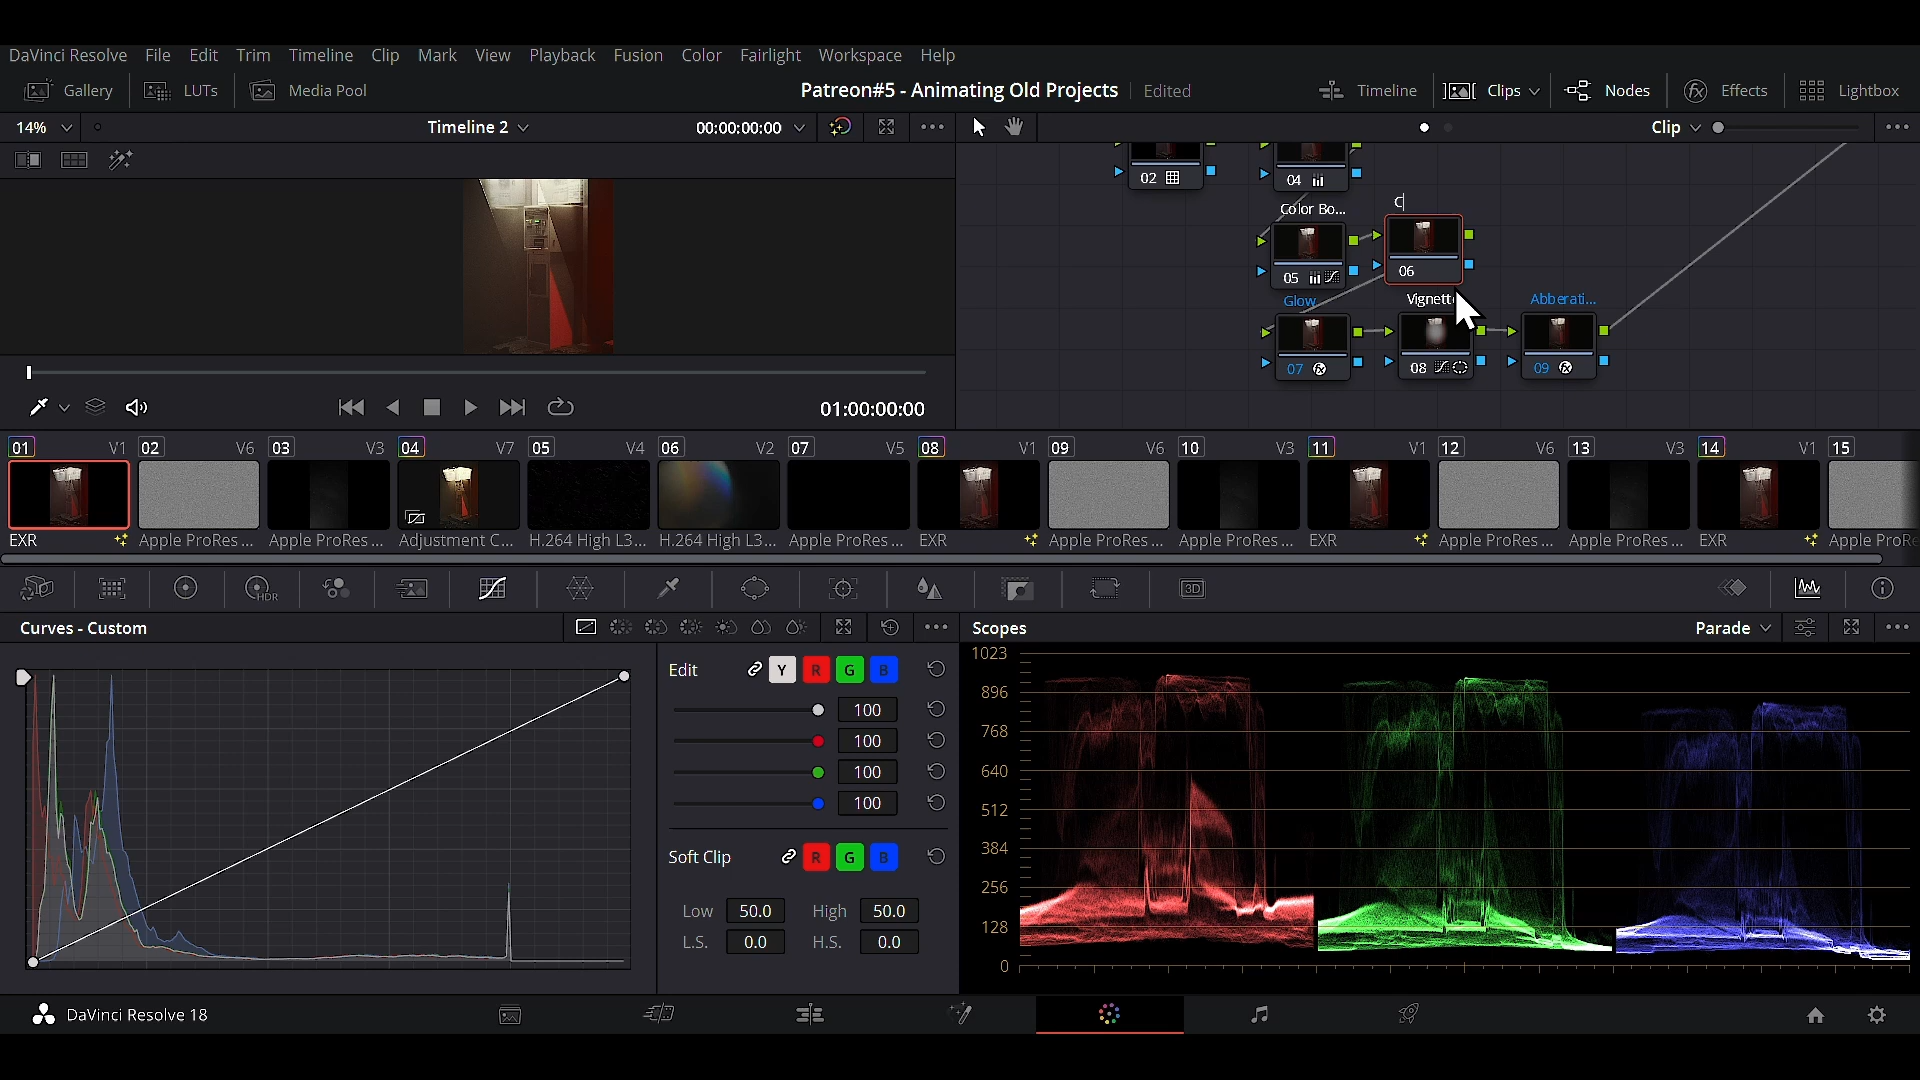 DaVinci Resolve File Edit Trim Timeline Clip Mark View Playback Fusion Color Fairlight Workspace Help
Gallery LUTs Media Pool Patreon#5 - Animating Old Projects Edited Timeline Clips Nodes Effects Lightbox
14% Timeline 2 00:00:00:00 Clip
02 04
Color Bo... C
05 06
Glow Vignett Abberati...
07 08 09
01:00:00:00
01 V1 02 V6 03 V3 04 V7 05 V4 06 V2 07 V5 08 V1 09 V6 10 V3 11 V1 12 V6 13 V3 14 V1 15
EXR Apple ProRes ... Apple ProRes ... Adjustment C... H.264 High L3... H.264 High L3... Apple ProRes ... EXR Apple ProRes ... Apple ProRes ... EXR Apple ProRes ... Apple ProRes ... EXR Apple ProRe
HDR 3D
Curves - Custom Scopes Parade
Edit Y R G B
100
100
100
100
Soft Clip R G B
Low 50.0 High 50.0
L.S. 0.0 H.S. 0.0
1023
896
768
640
512
384
256
128
0
DaVinci Resolve 18